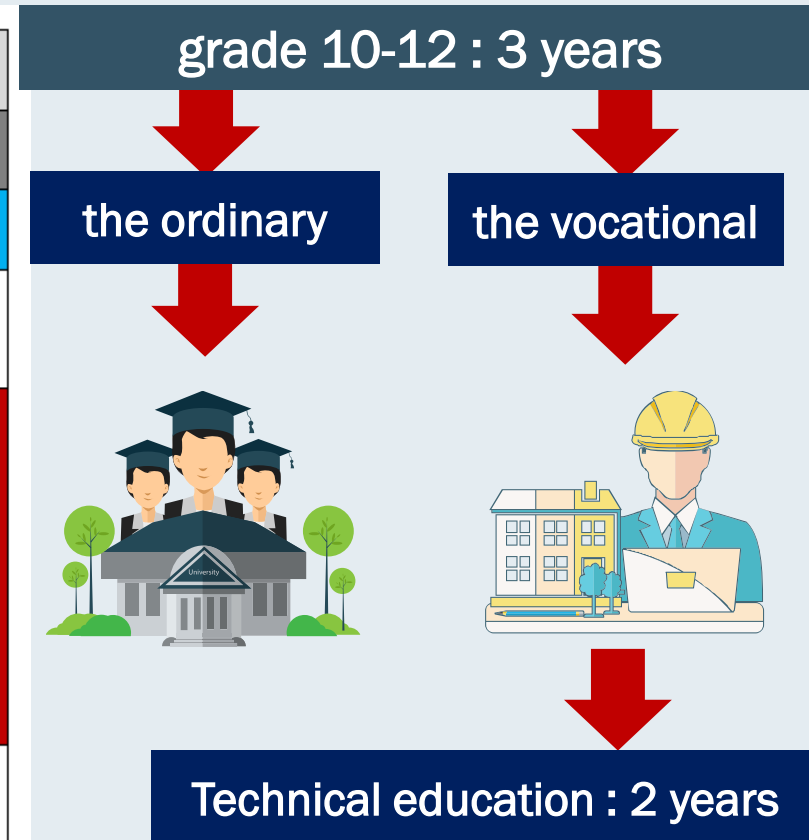 grade 10-12 : 3 years
the ordinary
the vocational
University
Technical education : 2 years